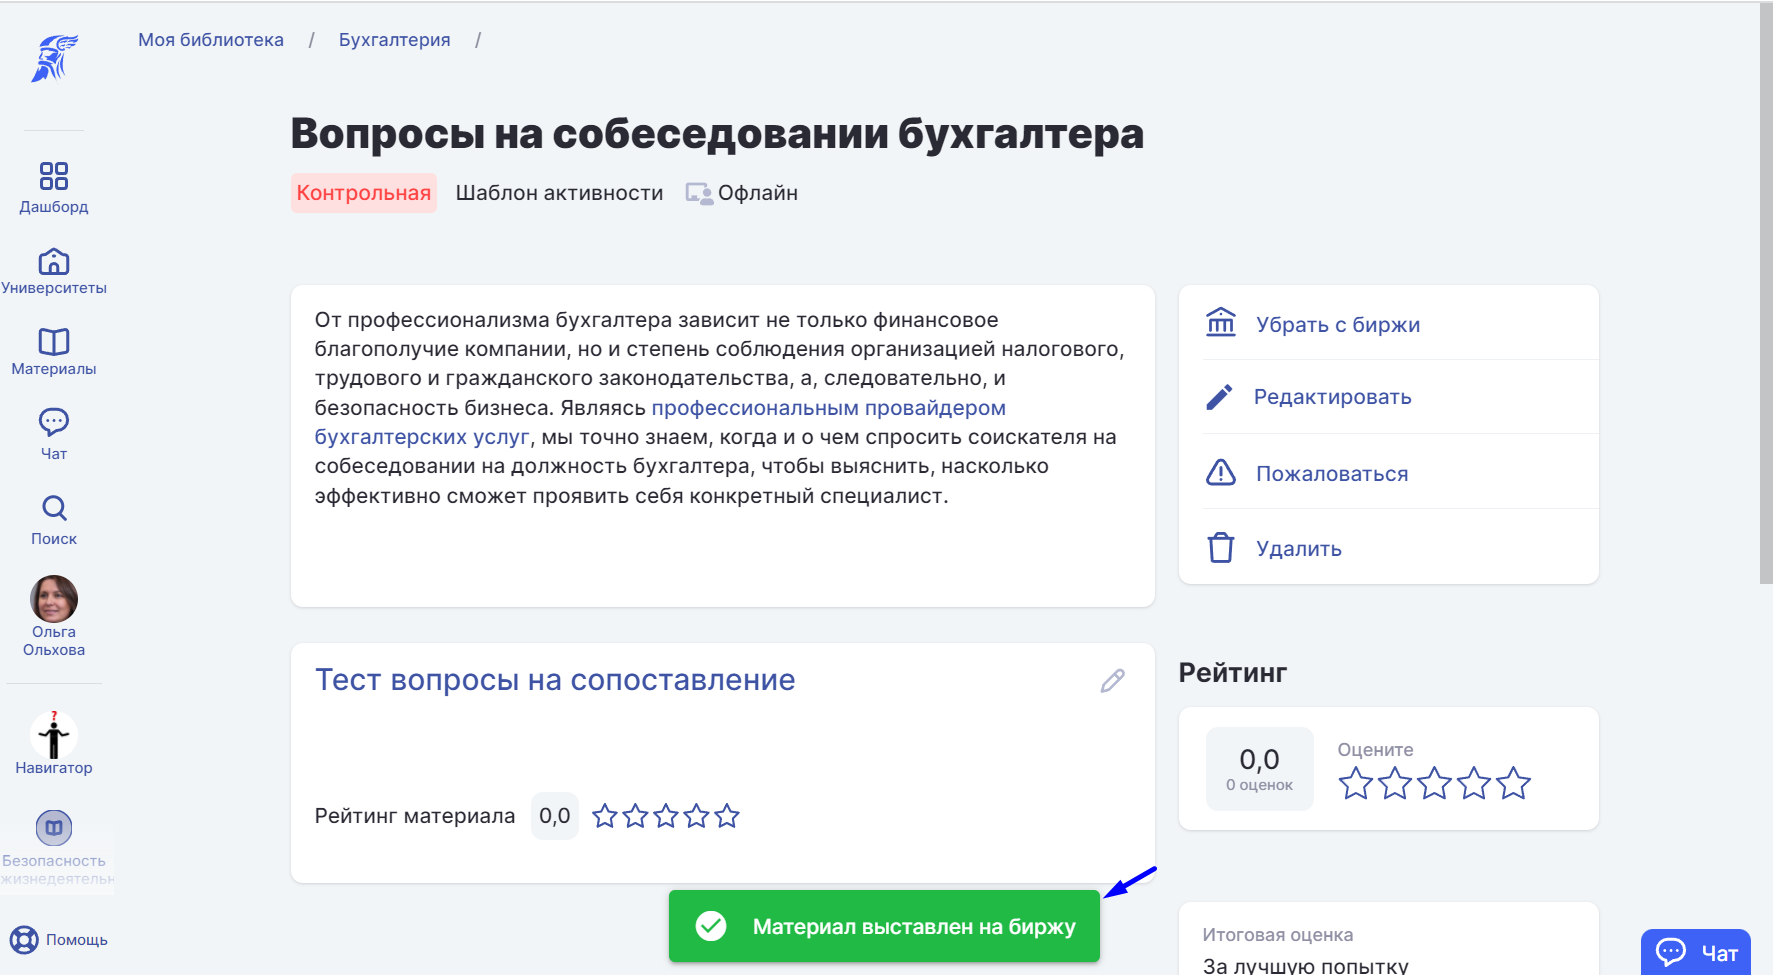 Моя библиотека / Бухгалтерия /
Вопросы на собеседовании бухгалтера
Контрольная Шаблон активности Офлайн
Дашборд
Университеты
Материалы
Чат
Поиск
Ольга
Ольхова
?
Навигатор
Безопасность
жизнедеятельн
Помощь
От профессионализма бухгалтера зависит не только финансовое
благополучие компании, но и степень соблюдения организацией налогового,
трудового и гражданского законодательства, а, следовательно, и
безопасность бизнеса. Являясь профессиональным провайдером
бухгалтерских услуг, мы точно знаем, когда и о чем спросить соискателя на
собеседовании на должность бухгалтера, чтобы выяснить, насколько
эффективно сможет проявить себя конкретный специалист.
Убрать с биржи
Редактировать
Пожаловаться
Удалить
Тест вопросы на сопоставление
Рейтинг материала 0,0
Рейтинг
0,0
0 оценок
Оцените
Материал выставлен на биржу
Итоговая оценка
За лучшую попытку
Чат